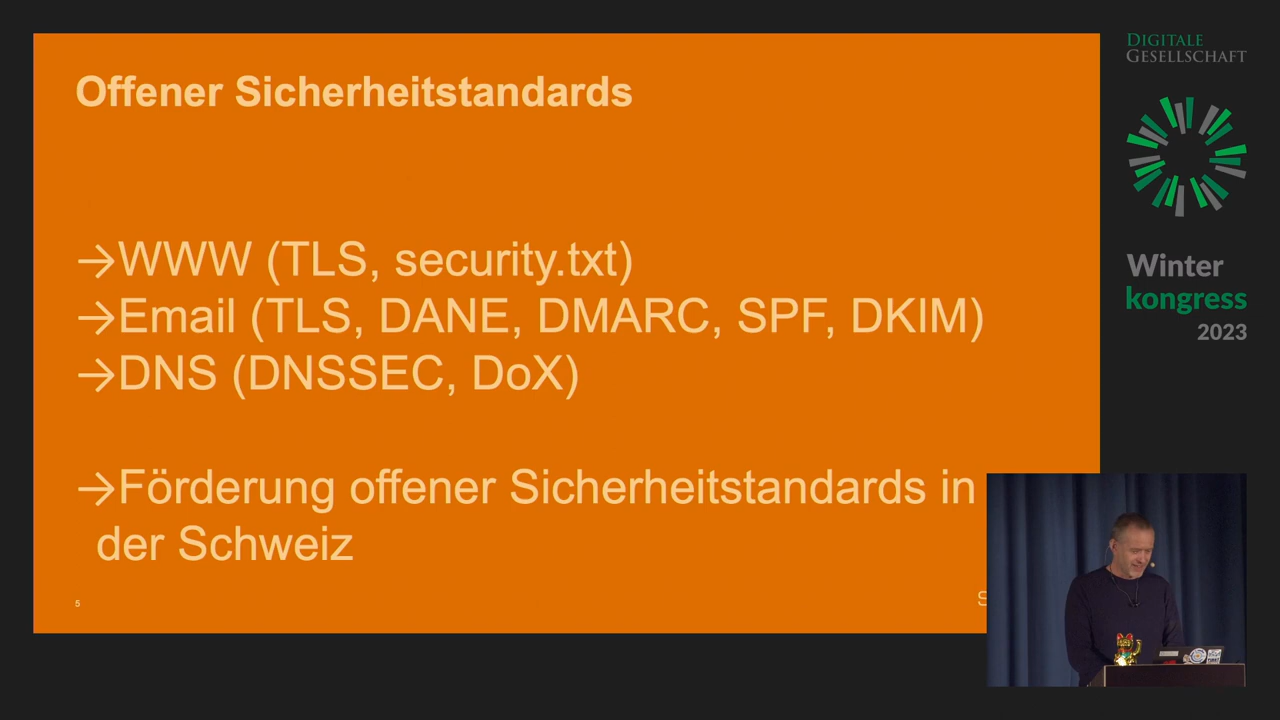 Offener Sicherheitstandards
→WWW (TLS, security.txt)
→Email (TLS, DANE, DMARC, SPF, DKIM)
→DNS (DNSSEC, DoX)
→Förderung offener Sicherheitstandards in
der Schweiz
5
DIGITALE
GESELLSCHAFT
Winter
kongress
2023